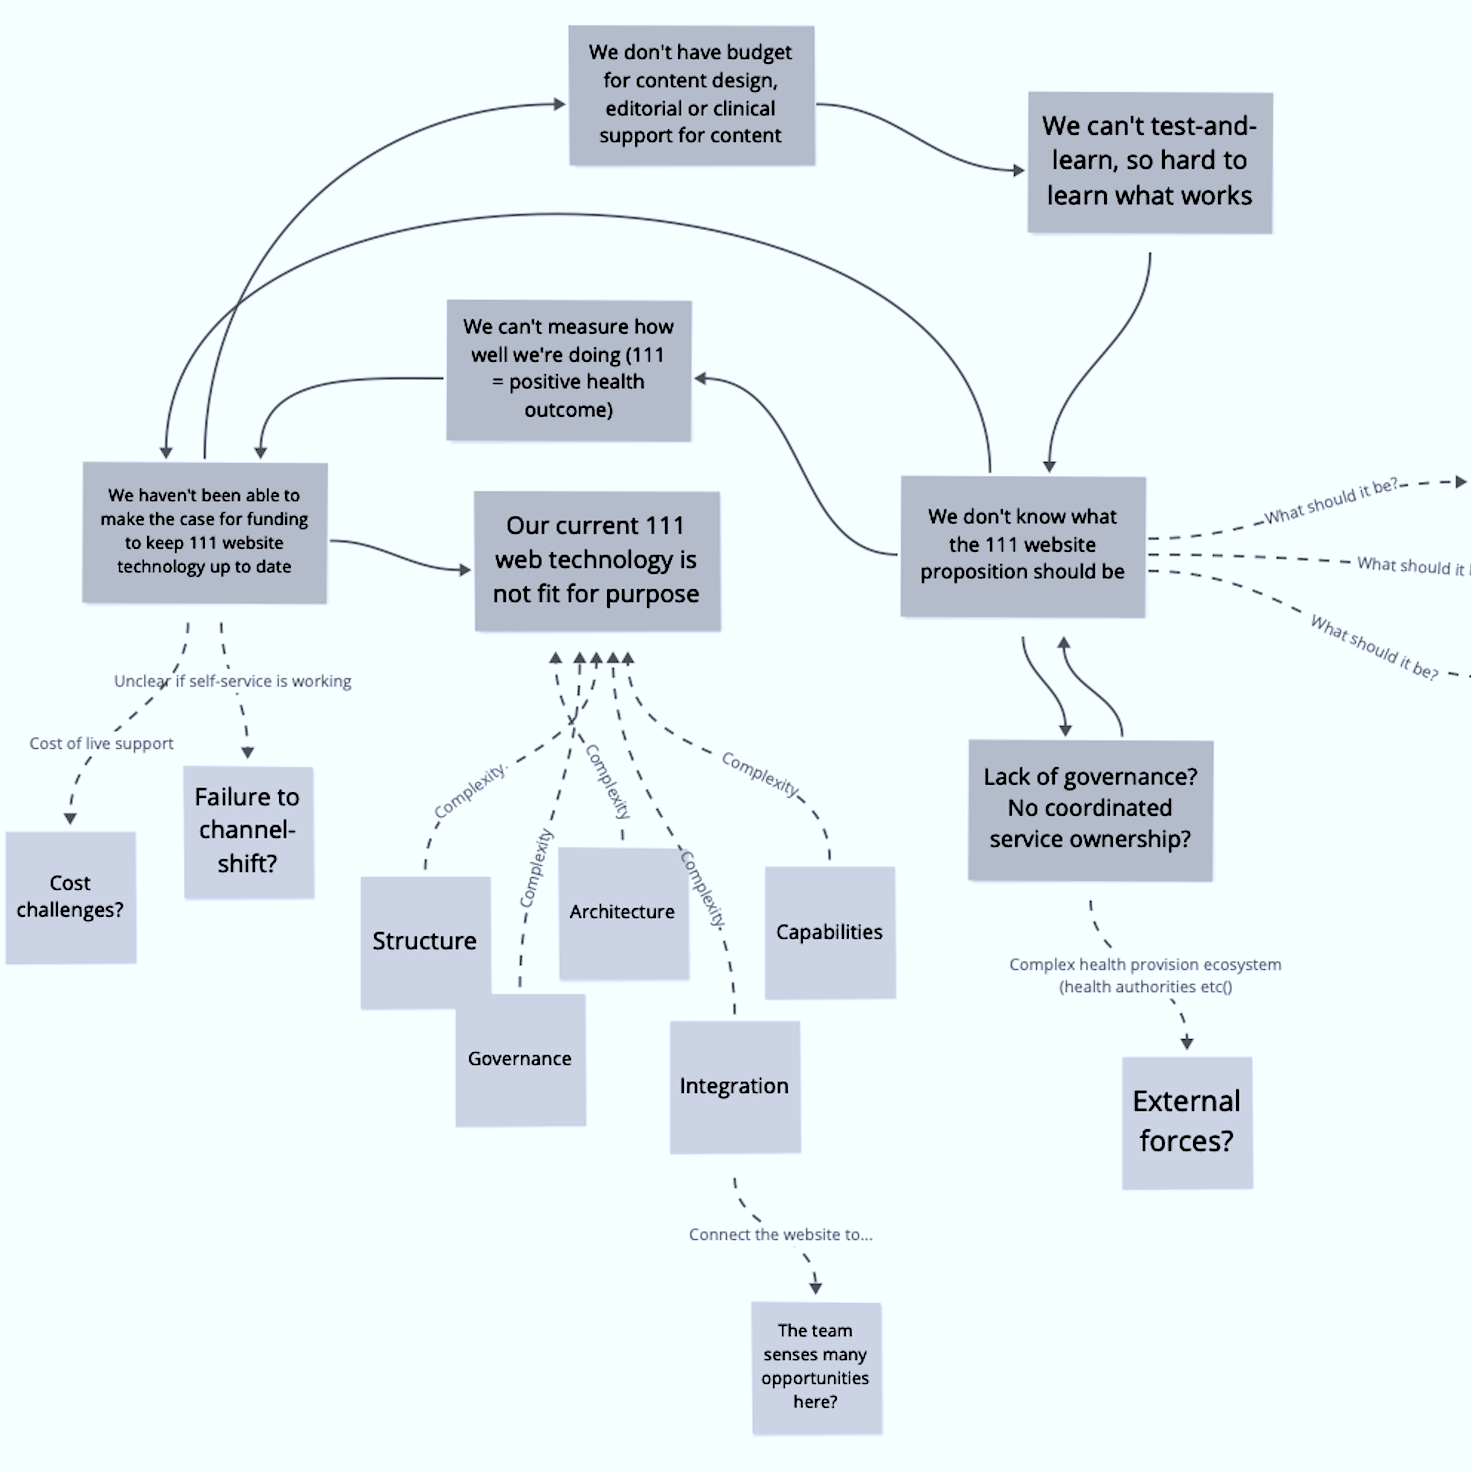 We don't have budget
for content design,
editorial or clinical
support for content
We can't test-and-
learn, so hard to
learn what works
We can't measure how
well we're doing (111
= positive health
outcome)
We haven't been able to
make the case for funding
to keep 111 website
technology up to date
Our current 111
web technology is
not fit for purpose
We don't know what
the 111 website
proposition should be
What should it be?
What should it
What should it be?
Unclear if self-service is working
Cost of live support
Failure to
channel-
shift?
Cost
challenges?
Complexity
Complexity
Complexity
Complexity
Complexity
Structure
Governance
Architecture
Integration
Capabilities
Lack of governance?
No coordinated
service ownership?
Complex health provision ecosystem
(health authorities etc()
External
forces?
Connect the website to...
The team
senses many
opportunities
here?